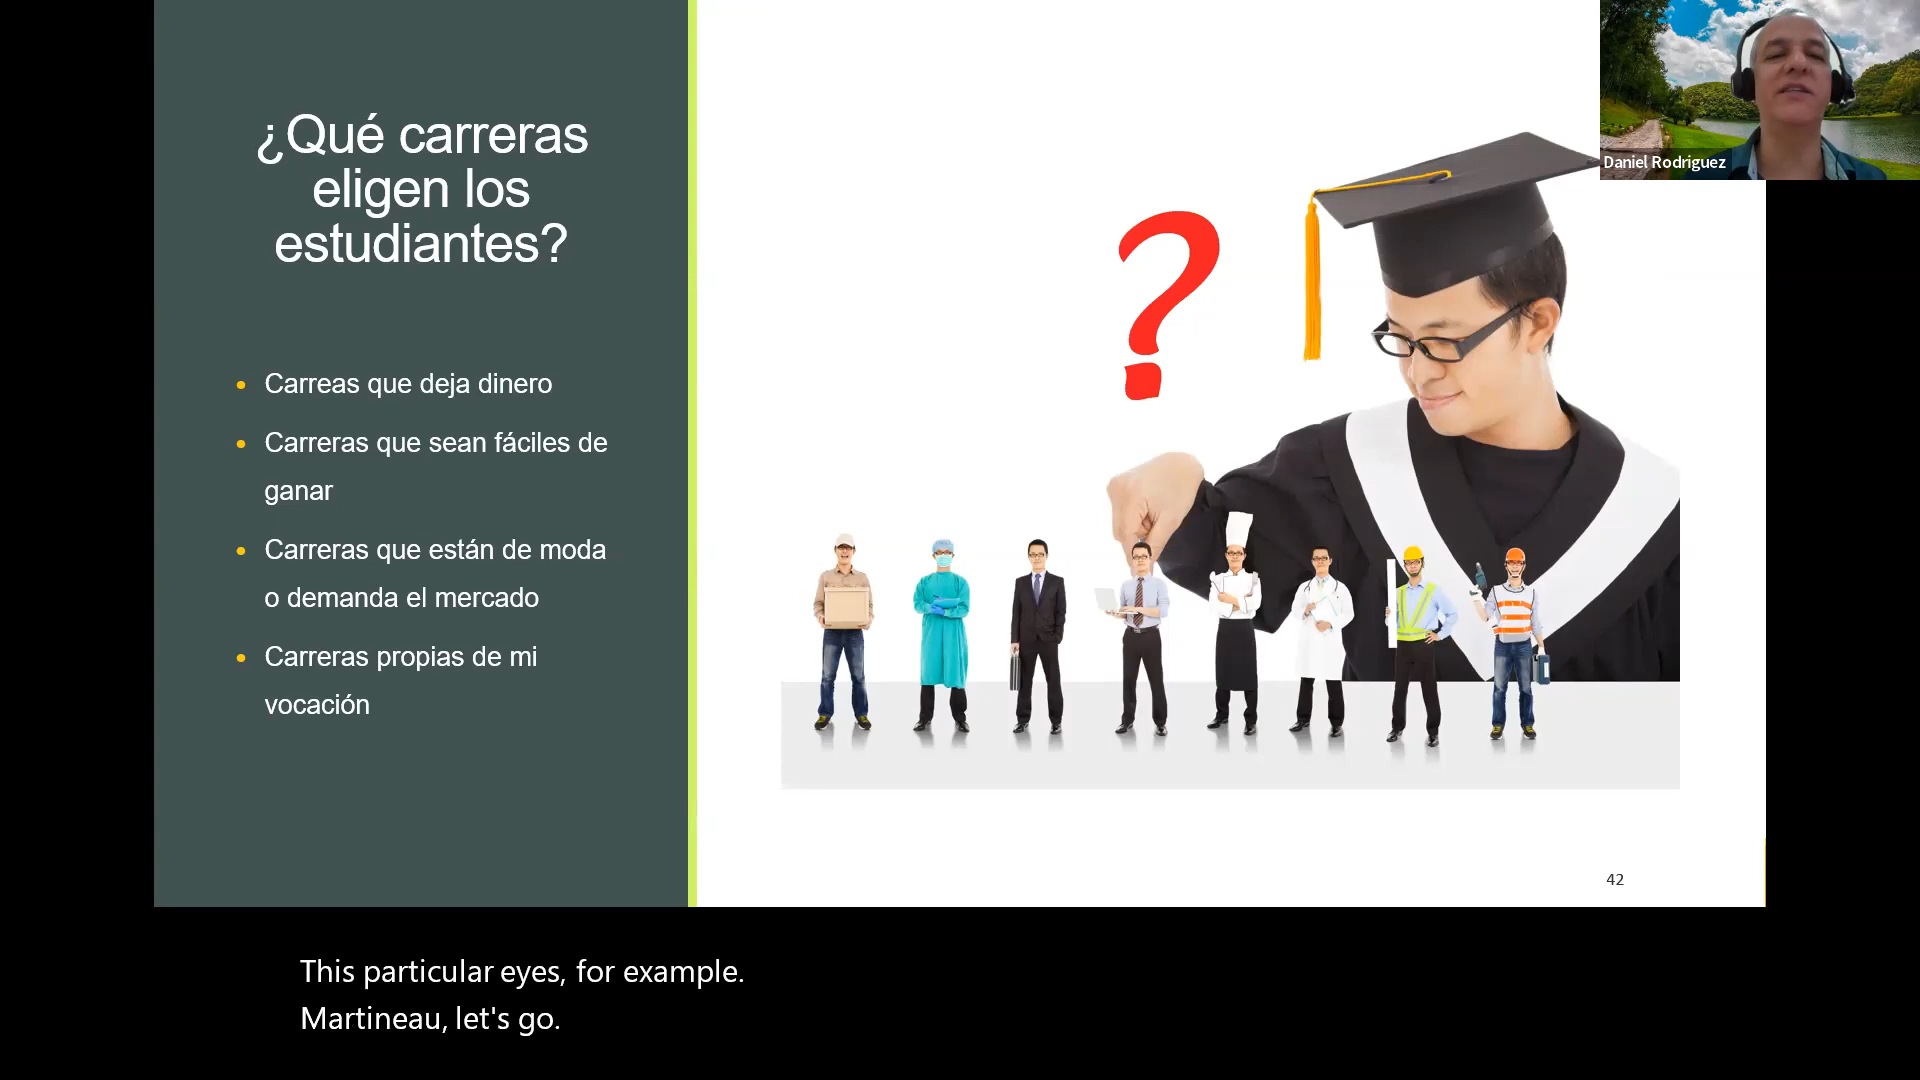 ¿Qué carreras
eligen los
estudiantes?
• Carreas que deja dinero
• Carreras que sean fáciles de
ganar
• Carreras que están de moda
o demanda el mercado
• Carreras propias de mi
vocación
?
Daniel Rodriguez
42
This particular eyes, for example.
Martineau, let's go.